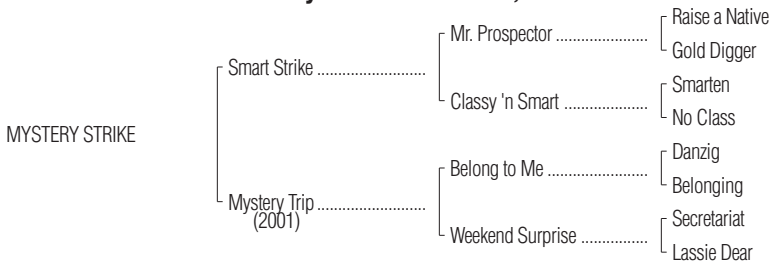 Raise a Native
Mr. Prospector ....................
Gold Digger
Smart Strike .........................
Smarten
Classy 'n Smart ..................
No Class
MYSTERY STRIKE
Danzig
Belong to Me ......................
Belonging
Mystery Trip .........................
(2001)
Secretariat
Weekend Surprise ..............
Lassie Dear